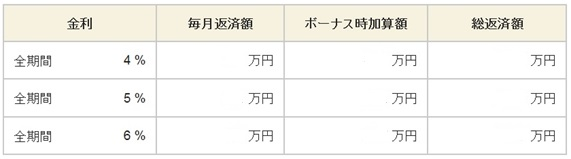 金利 毎月返済額 ボーナス時加算額 総返済額
全期間 4 % 万円 万円 万円
全期間 5 % 万円 万円 万円
全期間 6 % 万円 万円 万円